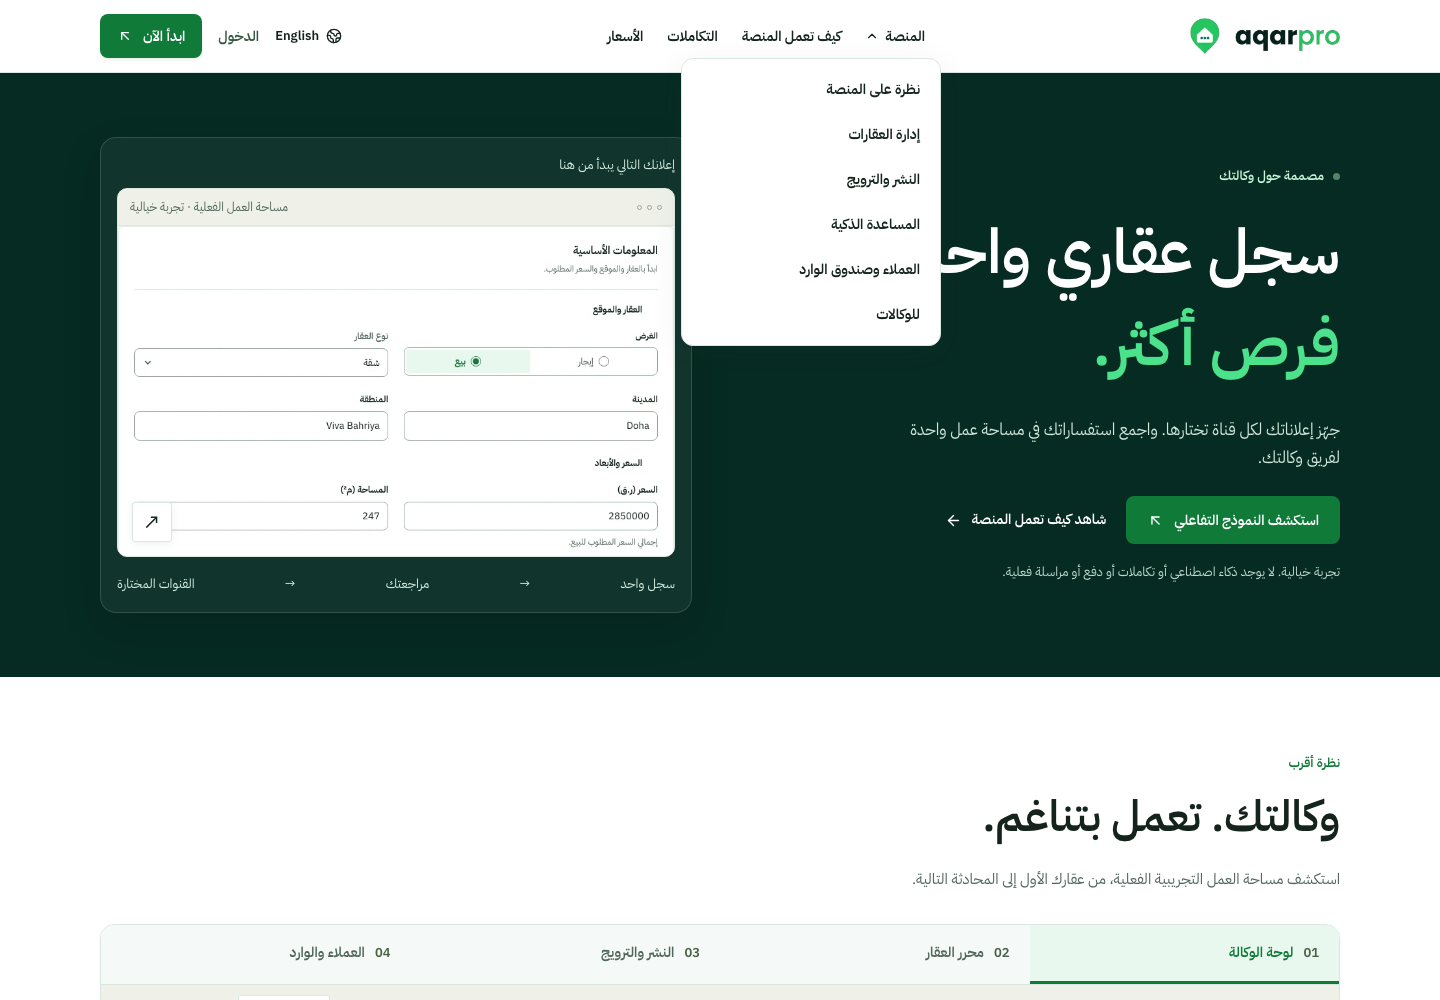 aqarpro
المنصة
كيف تعمل المنصة
التكاملات
الأسعار
English
الدخول
ابدأ الآن
نظرة على المنصة
إدارة العقارات
النشر والترويج
المساعدة الذكية
العملاء وصندوق الوارد
للوكالات
مصممة حول وكالتك
سجل عقاري
فرص أكثر.
جهّز إعلاناتك لكل قناة تختارها. واجمع استفساراتك في مساحة عمل واحدة
لفريق وكالتك.
استكشف النموذج التفاعلي
شاهد كيف تعمل المنصة
تجربة خيالية. لا يوجد ذكاء اصطناعي أو تكاملات أو دفع أو مراسلة فعلية.
إعلانك التالي يبدأ من هنا
مساحة العمل الفعلية · تجربة خيالية
المعلومات الأساسية
ابدأ بالعقار والموقع والسعر المطلوب.
العقار والموقع
الغرض
نوع العقار
إيجار
بيع
شقة
المدينة
المنطقة
Doha
Viva Bahriya
السعر والأبعاد
السعر (ر.ق)
المساحة (م²)
2850000
247
إجمالي السعر المطلوب للبيع.
سجل واحد
→
مراجعتك
→
القنوات المختارة
نظرة أقرب
وكالتك. تعمل بتناغم.
استكشف مساحة العمل التجريبية الفعلية، من عقارك الأول إلى المحادثة التالية.
01 لوحة الوكالة
02 محرر العقار
03 النشر والترويج
04 العملاء والوارد